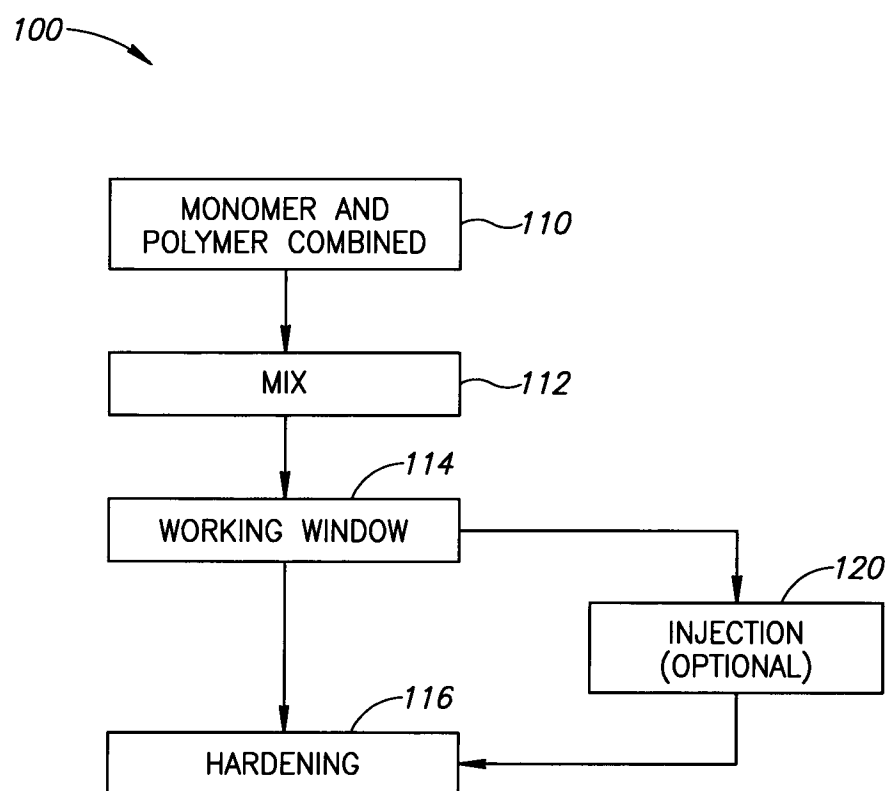 100
MONOMER AND
POLYMER COMBINED
110
MIX
112
114
WORKING WINDOW
120
INJECTION
(OPTIONAL)
116
HARDENING